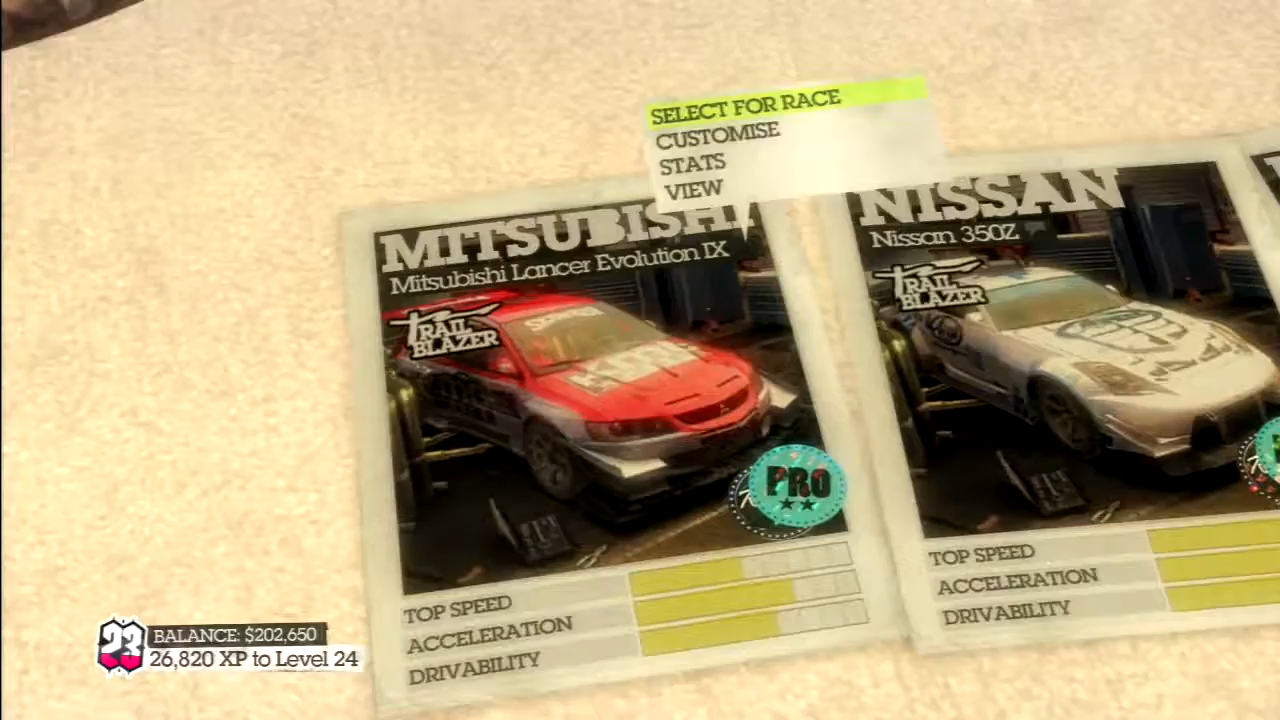 SELECT FOR RACE
CUSTOMISE
STATS
VIEW
MITSUBISHI
Mitsubishi Lancer Evolution IX
TRAIL
BLAZER
PRO
TOP SPEED
ACCELERATION
DRIVABILITY
NISSAN
Nissan 350Z
TRAIL
BLAZER
TOP SPEED
ACCELERATION
DRIVABILITY
23
BALANCE: $202,650
26,820 XP to Level 24